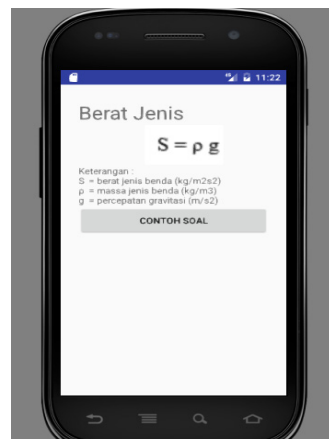 11:22
Berat Jenis
S = ρ g
Keterangan :
S = berat jenis benda (kg/m2s2)
ρ = massa jenis benda (kg/m3)
g = percepatan gravitasi (m/s2)
CONTOH SOAL